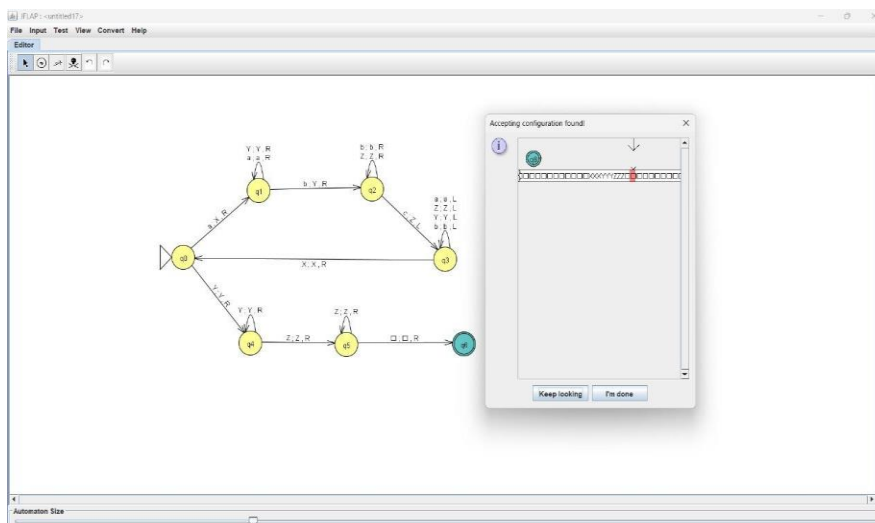 JFLAP : <untitled17>
File Input Test View Convert Help
Editor
Y ; Y , R
a ; a , R
b ; b , R
Z ; Z , R
q1
b ; Y , R
q2
a ; X , R
c ; Z , L
a ; a , L
Z ; Z , L
Y ; Y , L
b ; b , L
q0
X ; X , R
q3
Y ; Y , R
Y ; Y , R
Z ; Z , R
q4
Z ; Z , R
q5
□ ; □ , R
q6
Accepting configuration found!
Keep looking
I'm done
Automaton Size